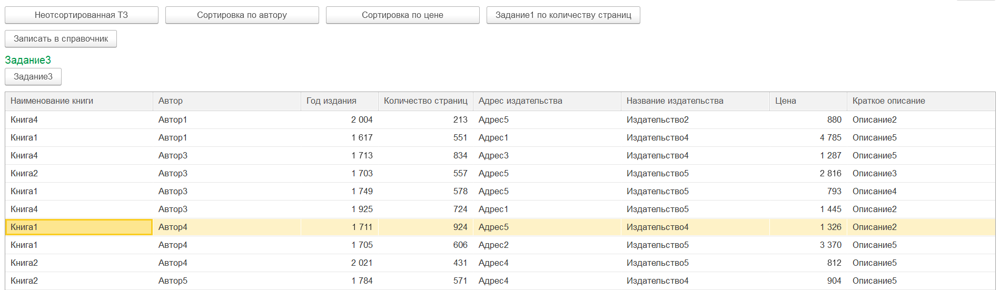 Неотсортированная ТЗ Сортировка по автору Сортировка по цене Задание1 по количеству страниц
Записать в справочник
Задание3
Задание3
Наименование книги Автор Год издания Количество страниц Адрес издательства Название издательства Цена Краткое описание
Книга4 Автор1 2 004 213 Адрес5 Издательство2 880 Описание2
Книга1 Автор1 1 617 551 Адрес1 Издательство4 4 785 Описание5
Книга4 Автор3 1 713 834 Адрес3 Издательство4 1 287 Описание5
Книга2 Автор3 1 703 557 Адрес5 Издательство5 2 816 Описание3
Книга1 Автор3 1 749 578 Адрес5 Издательство5 793 Описание4
Книга4 Автор3 1 925 724 Адрес1 Издательство5 1 445 Описание2
Книга1 Автор4 1 711 924 Адрес5 Издательство4 1 326 Описание2
Книга1 Автор4 1 705 606 Адрес2 Издательство5 3 370 Описание5
Книга2 Автор4 2 021 431 Адрес4 Издательство5 812 Описание5
Книга2 Автор5 1 784 571 Адрес4 Издательство4 904 Описание5